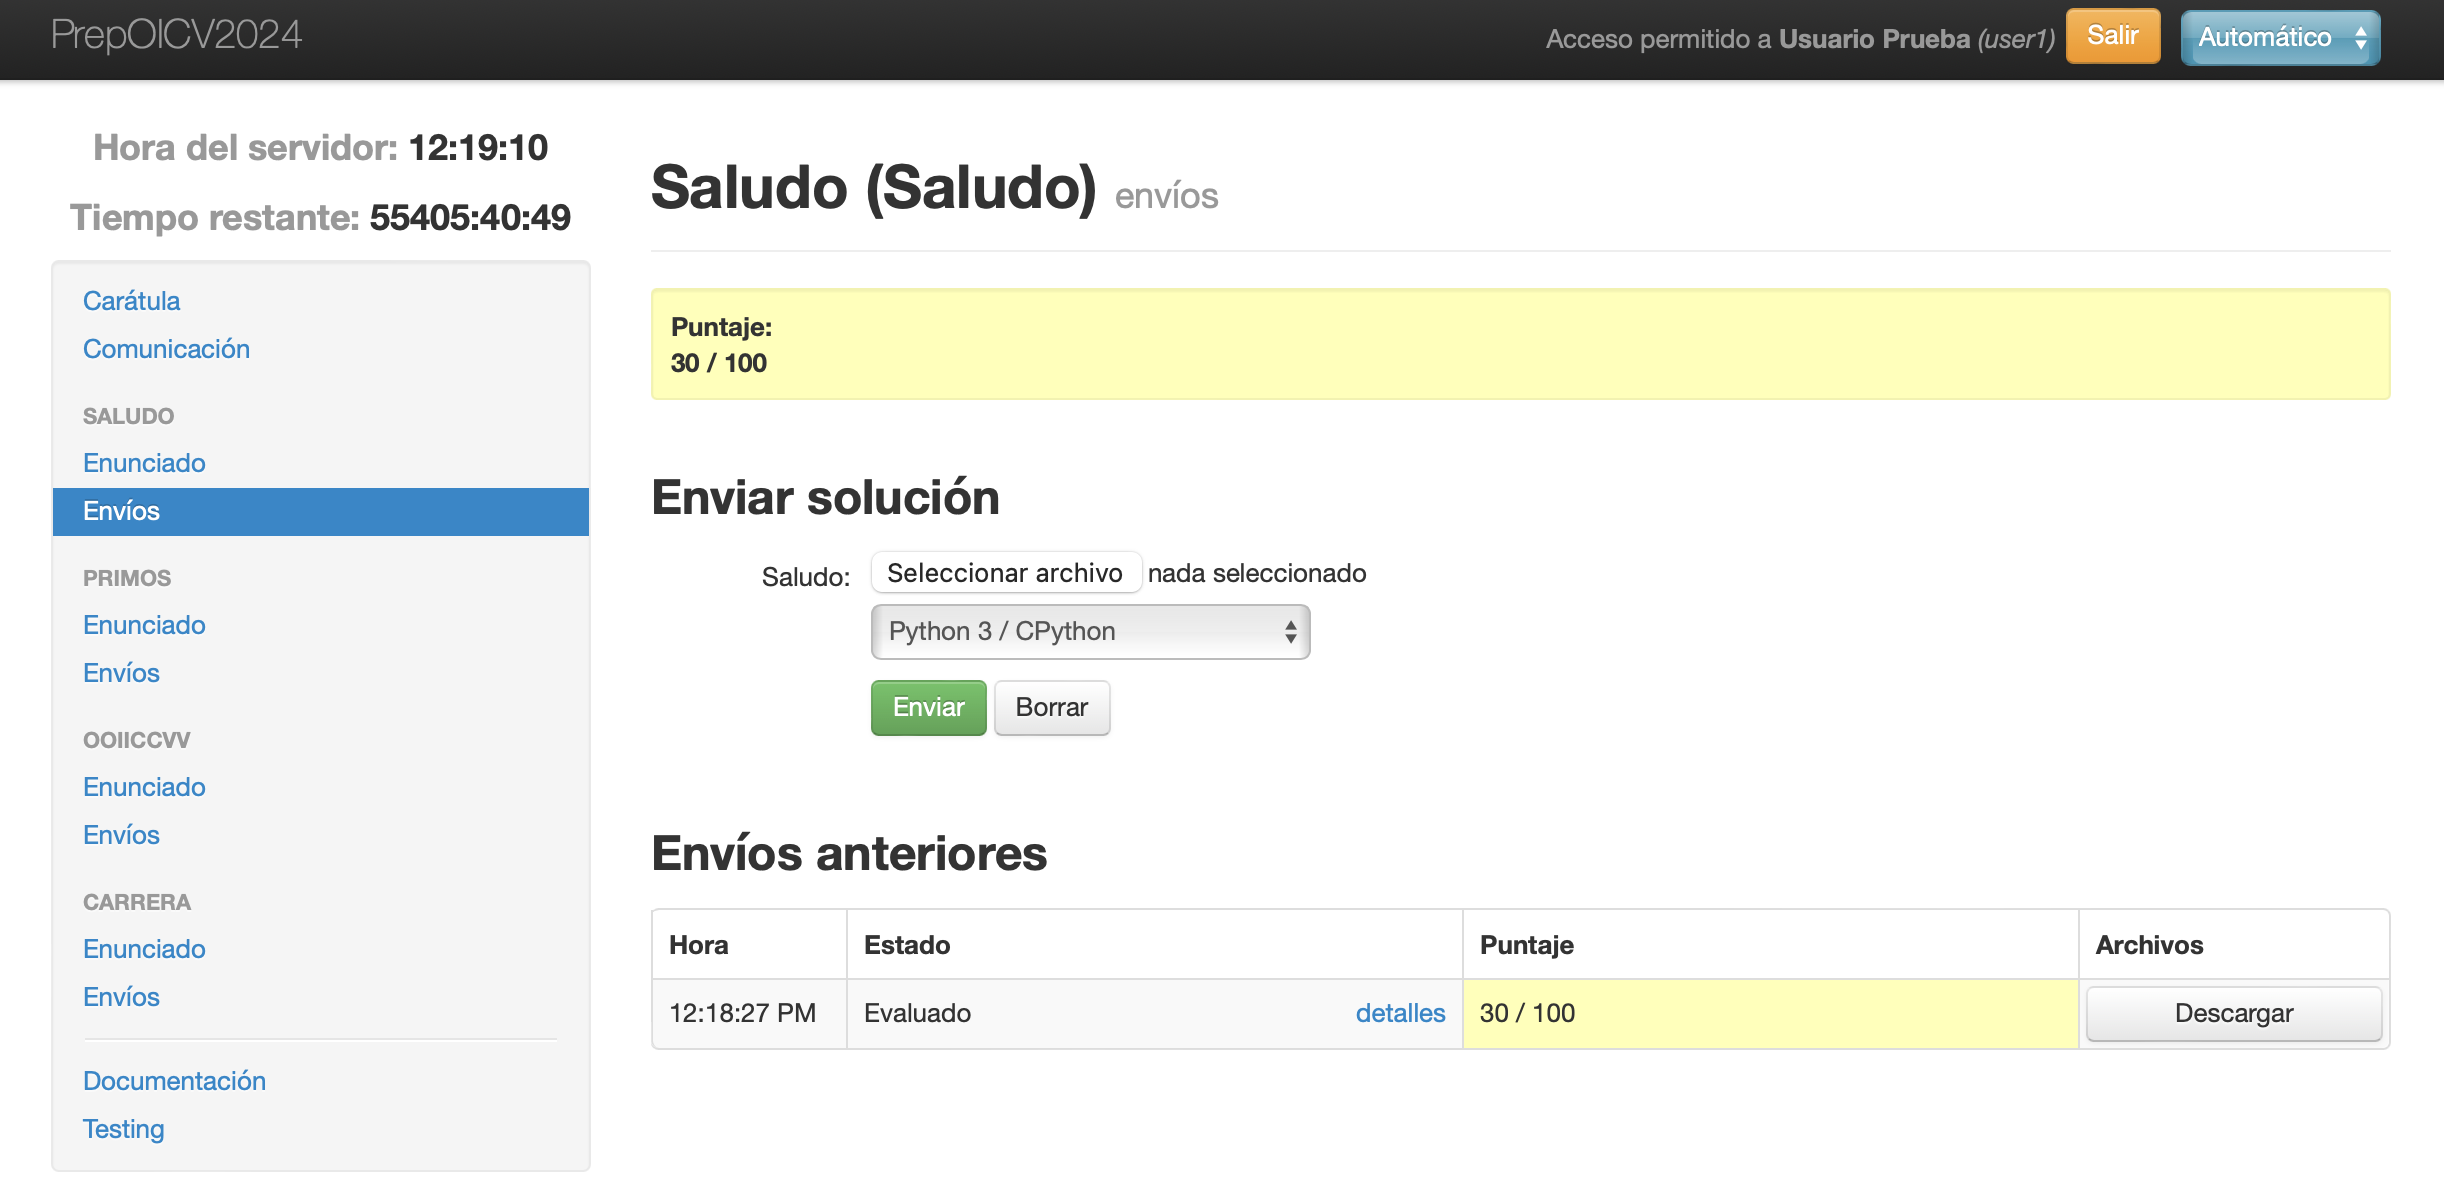 PrepOICV2024
Acceso permitido a Usuario Prueba (user1) Salir Automático
Hora del servidor: 12:19:10
Tiempo restante: 55405:40:49
Carátula
Comunicación
SALUDO
Enunciado
Envíos
PRIMOS
Enunciado
Envíos
OOIICCVV
Enunciado
Envíos
CARRERA
Enunciado
Envíos
Documentación
Testing
Saludo (Saludo) envíos
Puntaje:
30 / 100
Enviar solución
Saludo: Seleccionar archivo nada seleccionado
Python 3 / CPython
Enviar Borrar
Envíos anteriores
Hora Estado Puntaje Archivos
12:18:27 PM Evaluado detalles 30 / 100 Descargar